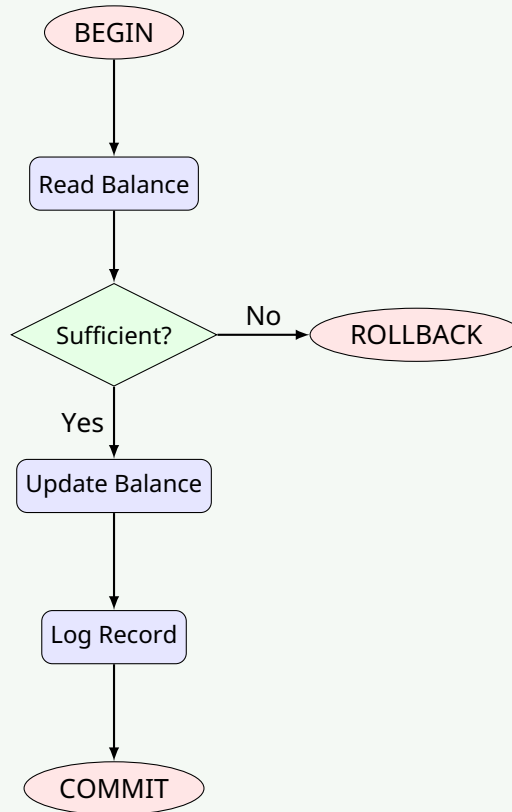 BEGIN
Read Balance
Sufficient?
No
ROLLBACK
Yes
Update Balance
Log Record
COMMIT